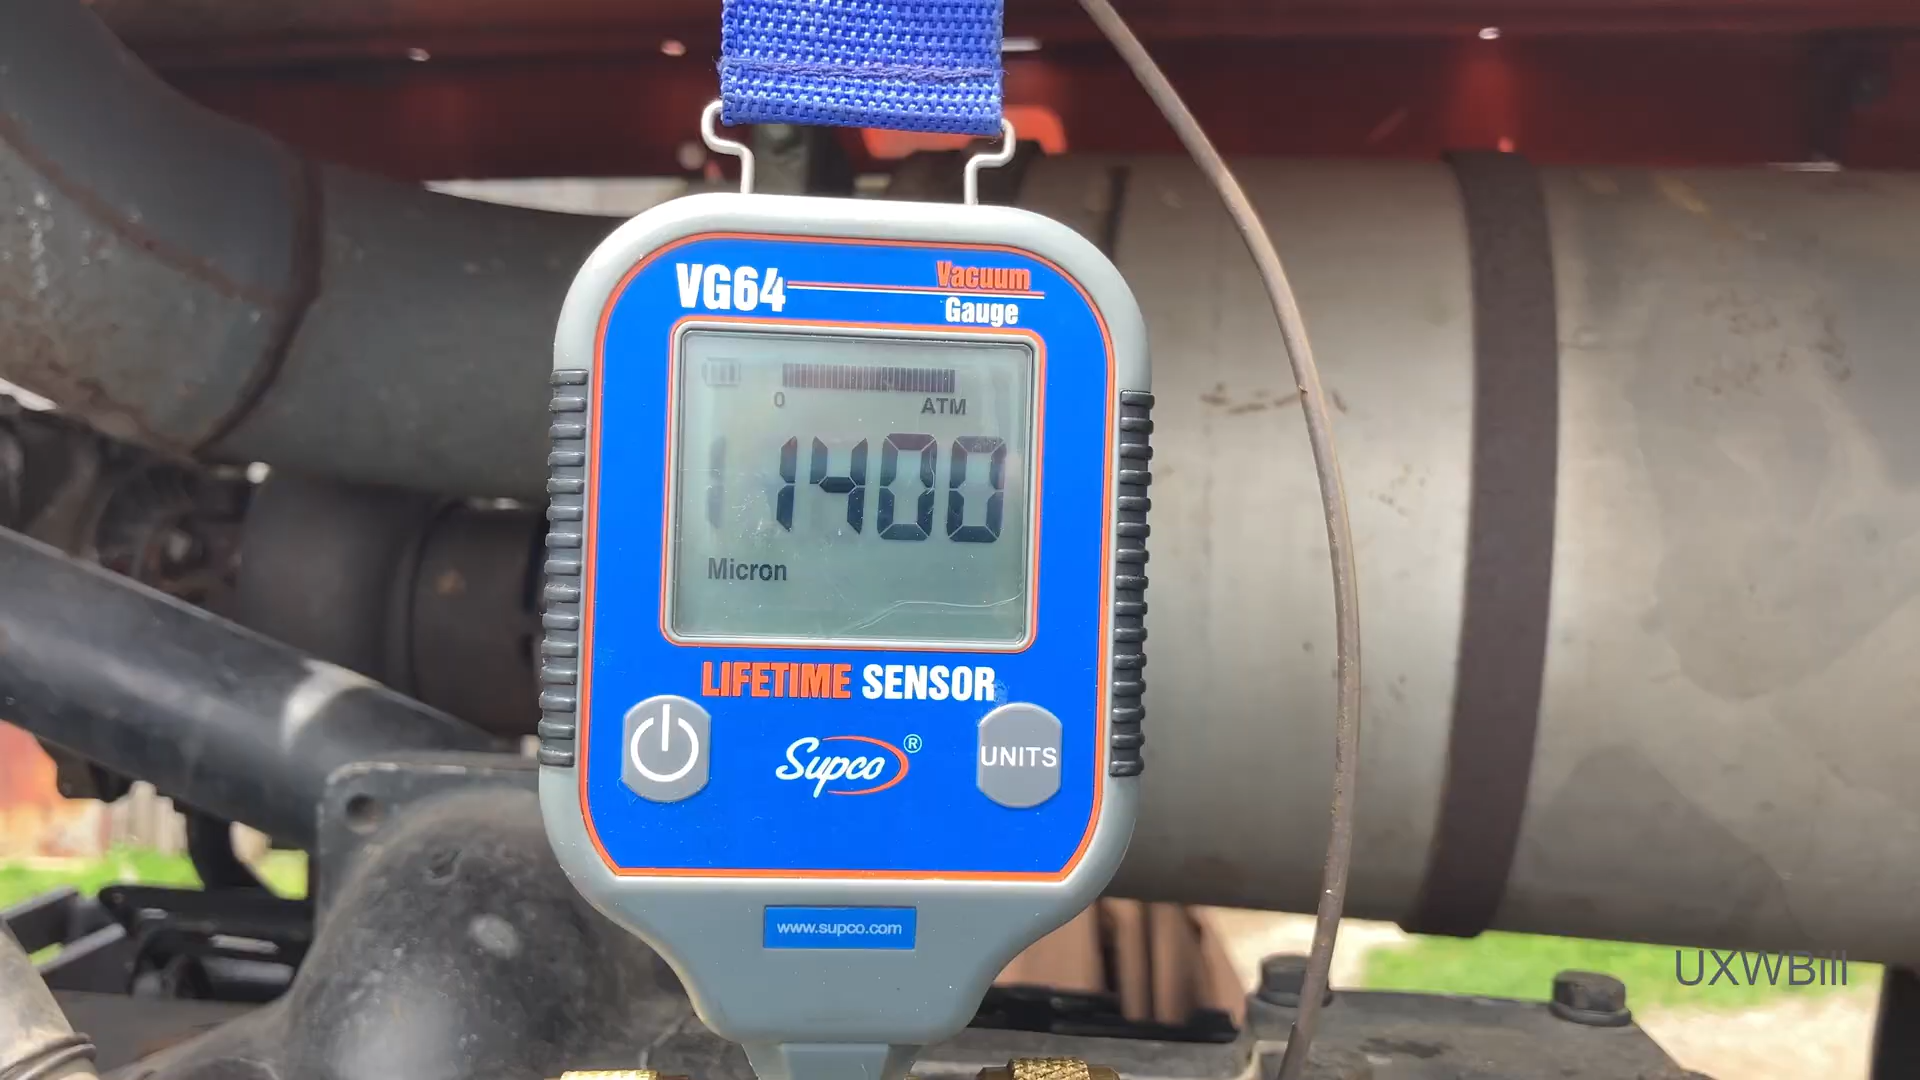 VG64
Vacuum
Gauge
0 ATM
1400
Micron
LIFETIME SENSOR
Supco®
UNITS
www.supco.com
UXWBill